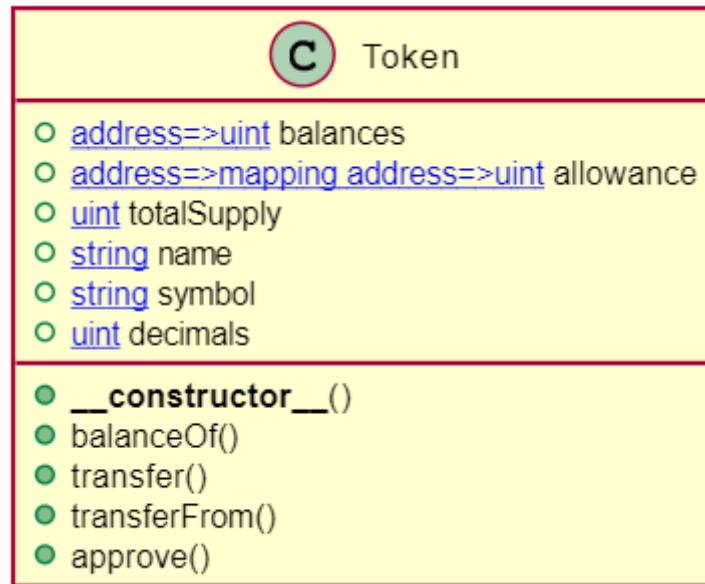 C Token
address=>uint balances
address=>mapping address=>uint allowance
uint totalSupply
string name
string symbol
uint decimals
__constructor__()
balanceOf()
transfer()
transferFrom()
approve()